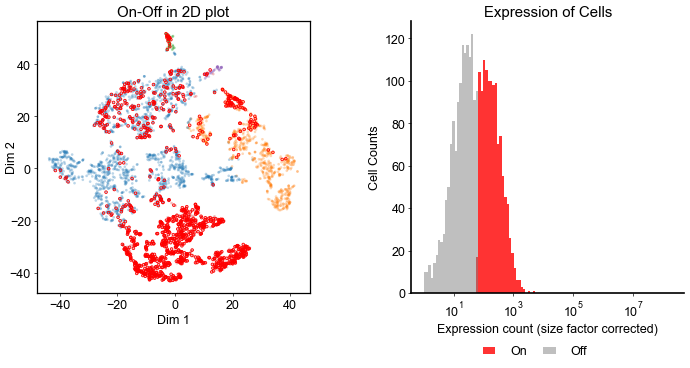 On-Off in 2D plot
Expression of Cells
40
20
0
−20
−40
Dim 2
−40 −20 0 20 40
Dim 1
120
100
80
60
40
20
0
Cell Counts
10^1 10^3 10^5 10^7
Expression count (size factor corrected)
On Off